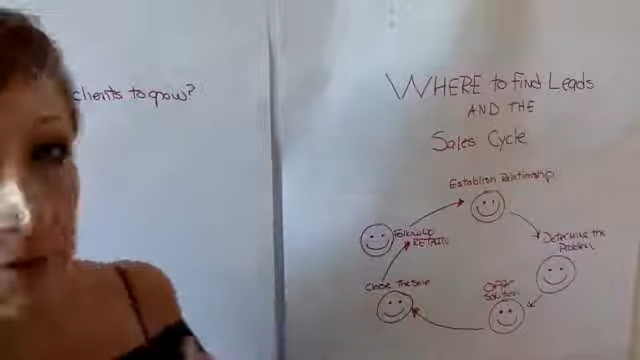 clients to grow?
WHERE to find Leads
AND THE
Sales Cycle
Establish Relationship
Determine the
Problem
Solution
Close the Sale
Follow Up
RETAIN